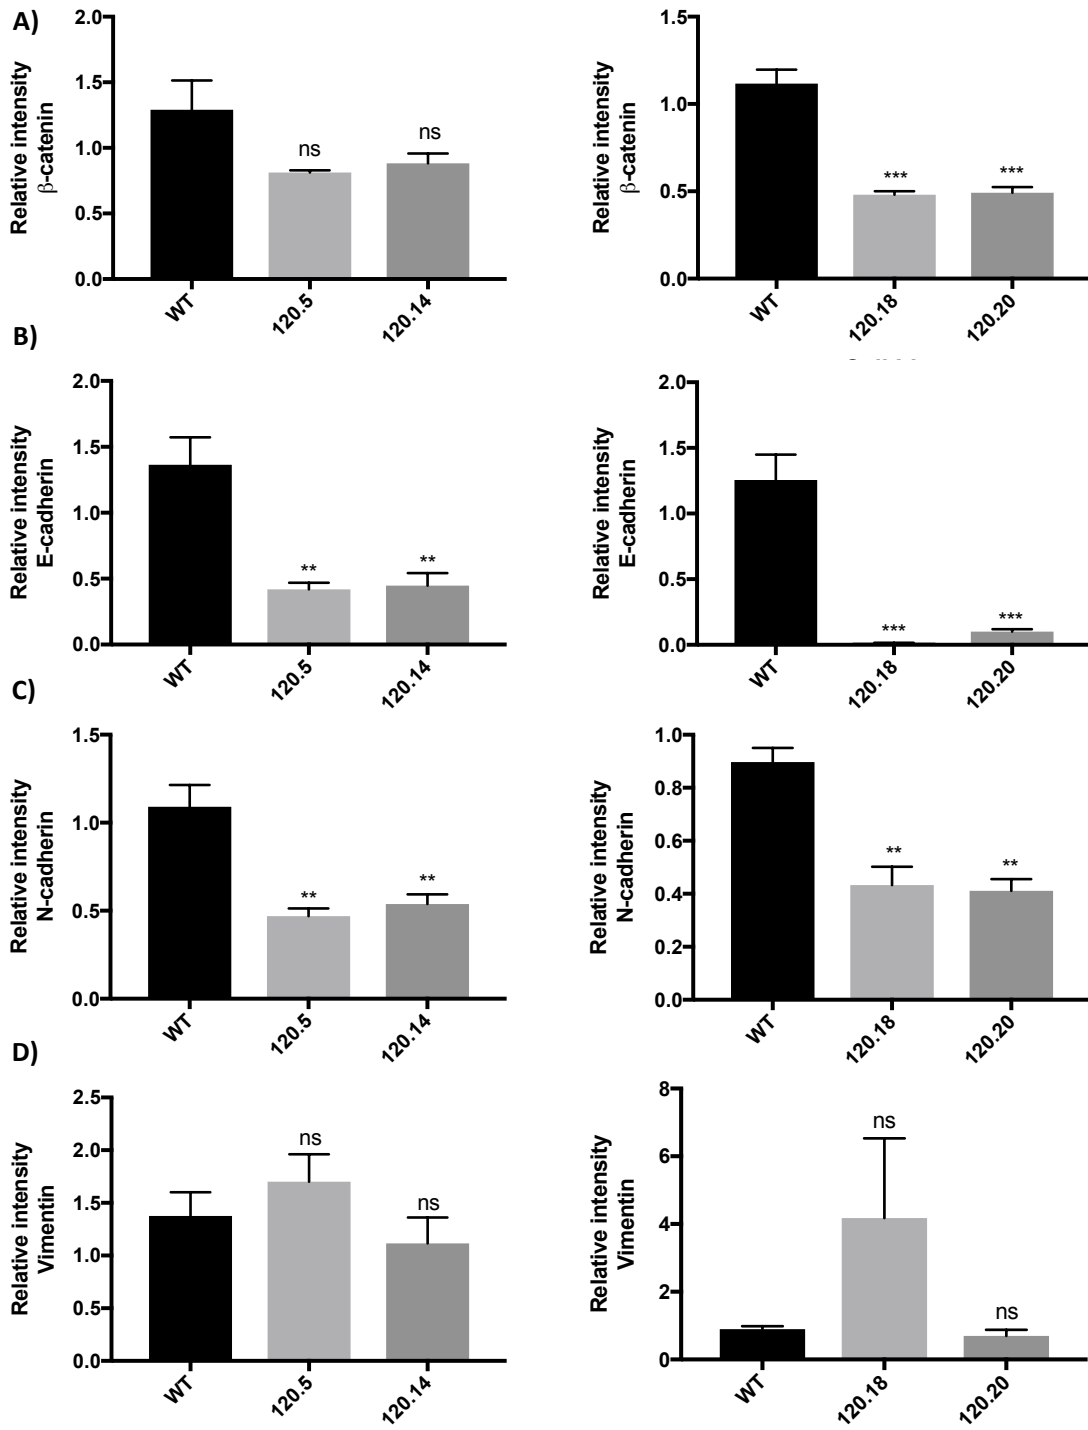 A)
Relative intensity
β-catenin
2.0
1.5
1.0
0.5
0.0
ns
ns
WT
120.5
120.14
Relative intensity
β-catenin
1.5
1.0
0.5
0.0
***
***
WT
120.18
120.20
B)
Relative intensity
E-cadherin
2.0
1.5
1.0
0.5
0.0
**
**
WT
120.5
120.14
Relative intensity
E-cadherin
2.0
1.5
1.0
0.5
0.0
***
***
WT
120.18
120.20
C)
Relative intensity
N-cadherin
1.5
1.0
0.5
0.0
**
**
WT
120.5
120.14
Relative intensity
N-cadherin
1.0
0.8
0.6
0.4
0.2
0.0
**
**
WT
120.18
120.20
D)
Relative intensity
Vimentin
2.5
2.0
1.5
1.0
0.5
0.0
ns
ns
WT
120.5
120.14
Relative intensity
Vimentin
8
6
4
2
0
ns
ns
WT
120.18
120.20